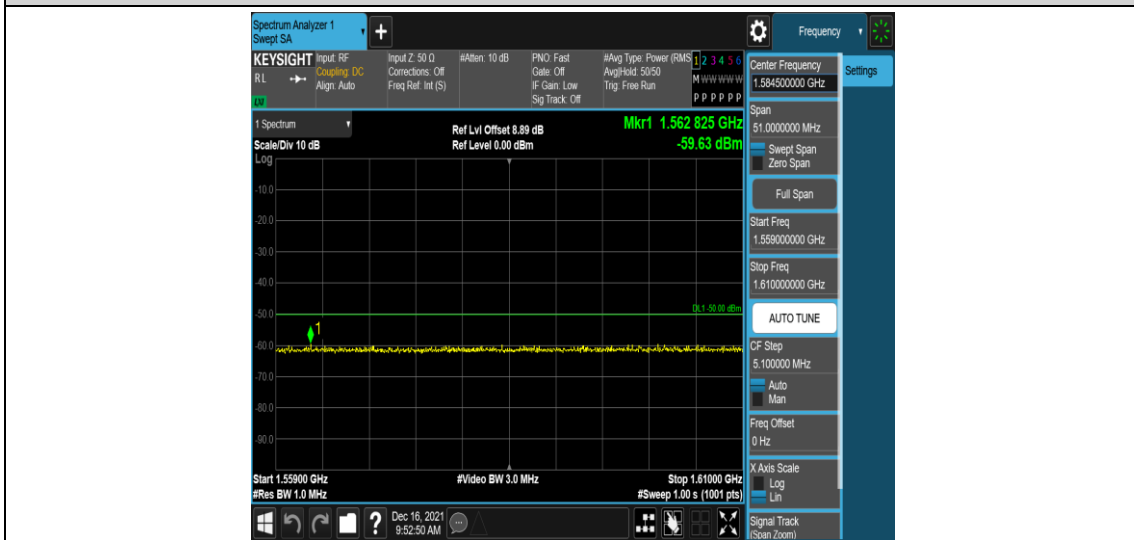 Spectrum Analyzer 1
Swept SA
+
Frequency
KEYSIGHT
RL
LXI
Input: RF
Coupling: DC
Align: Auto
Input Z: 50 Ω
Corrections: Off
Freq Ref: Int (S)
#Atten: 10 dB
PNO: Fast
Gate: Off
IF Gain: Low
Sig Track: Off
#Avg Type: Power (RMS
Avg|Hold: 50/50
Trig: Free Run
1 2 3 4 5 6
M W W W W W
P P P P P P
1 Spectrum
Scale/Div 10 dB
Ref Lvl Offset 8.89 dB
Ref Level 0.00 dBm
Mkr1 1.562 825 GHz
-59.63 dBm
Log
-10.0
-20.0
-30.0
-40.0
-50.0
-60.0
-70.0
-80.0
-90.0
DL1 -50.00 dBm
1
Start 1.55900 GHz
#Res BW 1.0 MHz
#Video BW 3.0 MHz
Stop 1.61000 GHz
#Sweep 1.00 s (1001 pts)
?
Dec 16, 2021
9:52:50 AM
Center Frequency
1.584500000 GHz
Settings
Span
51.0000000 MHz
Swept Span
Zero Span
Full Span
Start Freq
1.559000000 GHz
Stop Freq
1.610000000 GHz
AUTO TUNE
CF Step
5.100000 MHz
Auto
Man
Freq Offset
0 Hz
X Axis Scale
Log
Lin
Signal Track
(Span Zoom)